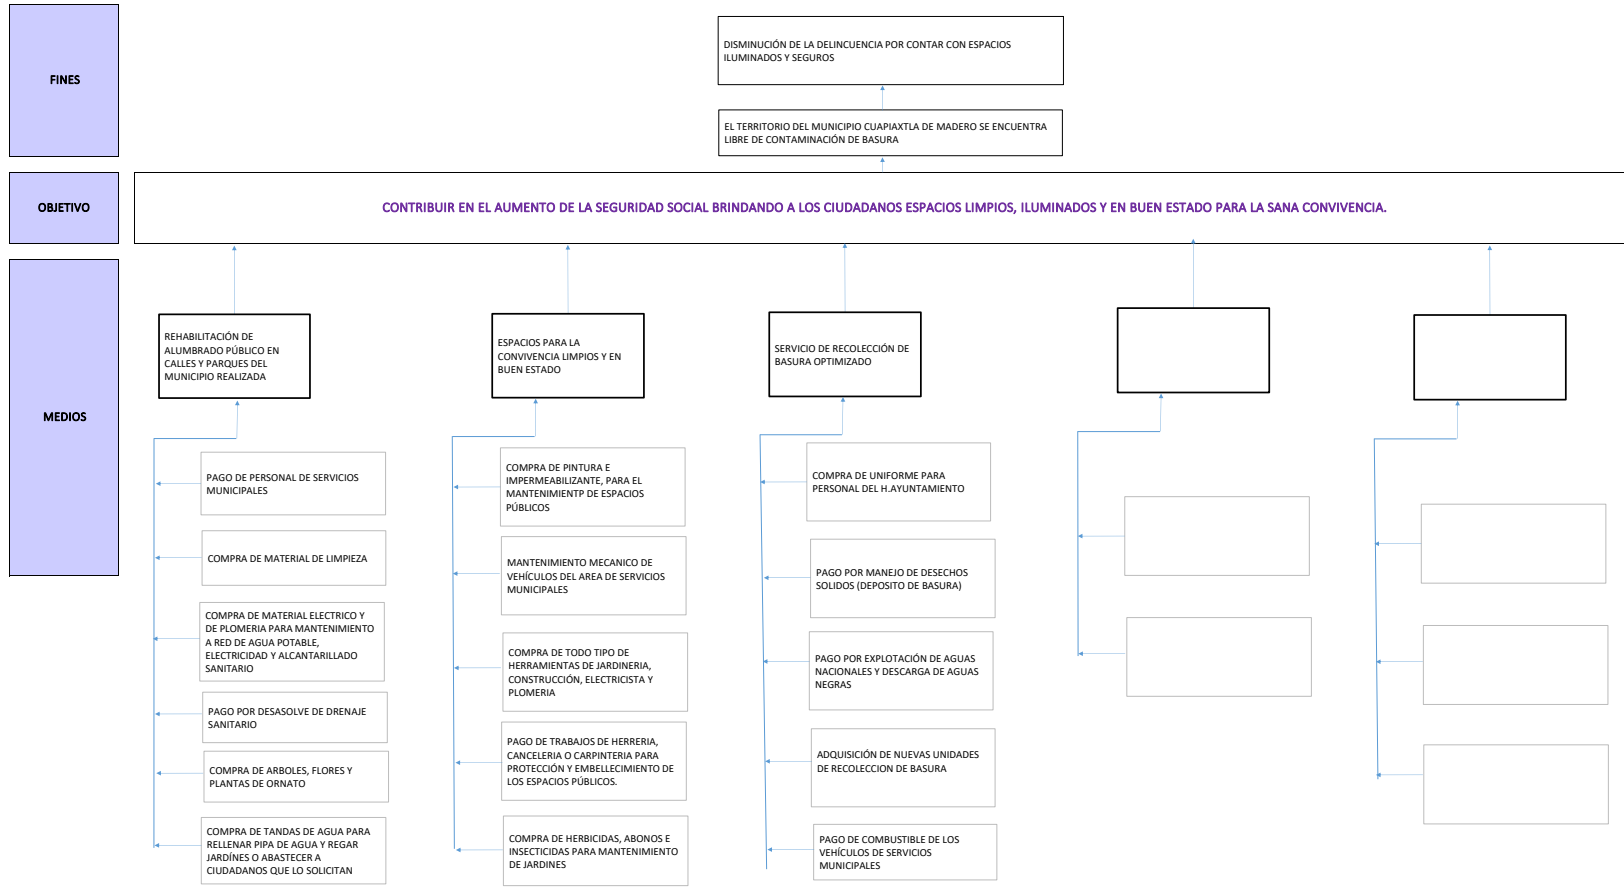 FINES
DISMINUCIÓN DE LA DELINCUENCIA POR CONTAR CON ESPACIOS
ILUMINADOS Y SEGUROS
EL TERRITORIO DEL MUNICIPIO CUAPIAXTLA DE MADERO SE ENCUENTRA
LIBRE DE CONTAMINACIÓN DE BASURA
OBJETIVO
CONTRIBUIR EN EL AUMENTO DE LA SEGURIDAD SOCIAL BRINDANDO A LOS CIUDADANOS ESPACIOS LIMPIOS, ILUMINADOS Y EN BUEN ESTADO PARA LA SANA CONVIVENCIA.
MEDIOS
REHABILITACIÓN DE
ALUMBRADO PÚBLICO EN
CALLES Y PARQUES DEL
MUNICIPIO REALIZADA
PAGO DE PERSONAL DE SERVICIOS
MUNICIPALES
COMPRA DE MATERIAL DE LIMPIEZA
COMPRA DE MATERIAL ELECTRICO Y
DE PLOMERIA PARA MANTENIMIENTO
A RED DE AGUA POTABLE,
ELECTRICIDAD Y ALCANTARILLADO
SANITARIO
PAGO POR DESASOLVE DE DRENAJE
SANITARIO
COMPRA DE ARBOLES, FLORES Y
PLANTAS DE ORNATO
COMPRA DE TANDAS DE AGUA PARA
RELLENAR PIPA DE AGUA Y REGAR
JARDÍNES O ABASTECER A
CIUDADANOS QUE LO SOLICITAN
ESPACIOS PARA LA
CONVIVENCIA LIMPIOS Y EN
BUEN ESTADO
COMPRA DE PINTURA E
IMPERMEABILIZANTE, PARA EL
MANTENIMIENTP DE ESPACIOS
PÚBLICOS
MANTENIMIENTO MECANICO DE
VEHÍCULOS DEL AREA DE SERVICIOS
MUNICIPALES
COMPRA DE TODO TIPO DE
HERRAMIENTAS DE JARDINERIA,
CONSTRUCCIÓN, ELECTRICISTA Y
PLOMERIA
PAGO DE TRABAJOS DE HERRERIA,
CANCELERIA O CARPINTERIA PARA
PROTECCIÓN Y EMBELLECIMIENTO DE
LOS ESPACIOS PÚBLICOS.
COMPRA DE HERBICIDAS, ABONOS E
INSECTICIDAS PARA MANTENIMIENTO
DE JARDINES
SERVICIO DE RECOLECCIÓN DE
BASURA OPTIMIZADO
COMPRA DE UNIFORME PARA
PERSONAL DEL H.AYUNTAMIENTO
PAGO POR MANEJO DE DESECHOS
SOLIDOS (DEPOSITO DE BASURA)
PAGO POR EXPLOTACIÓN DE AGUAS
NACIONALES Y DESCARGA DE AGUAS
NEGRAS
ADQUISICIÓN DE NUEVAS UNIDADES
DE RECOLECCION DE BASURA
PAGO DE COMBUSTIBLE DE LOS
VEHÍCULOS DE SERVICIOS
MUNICIPALES